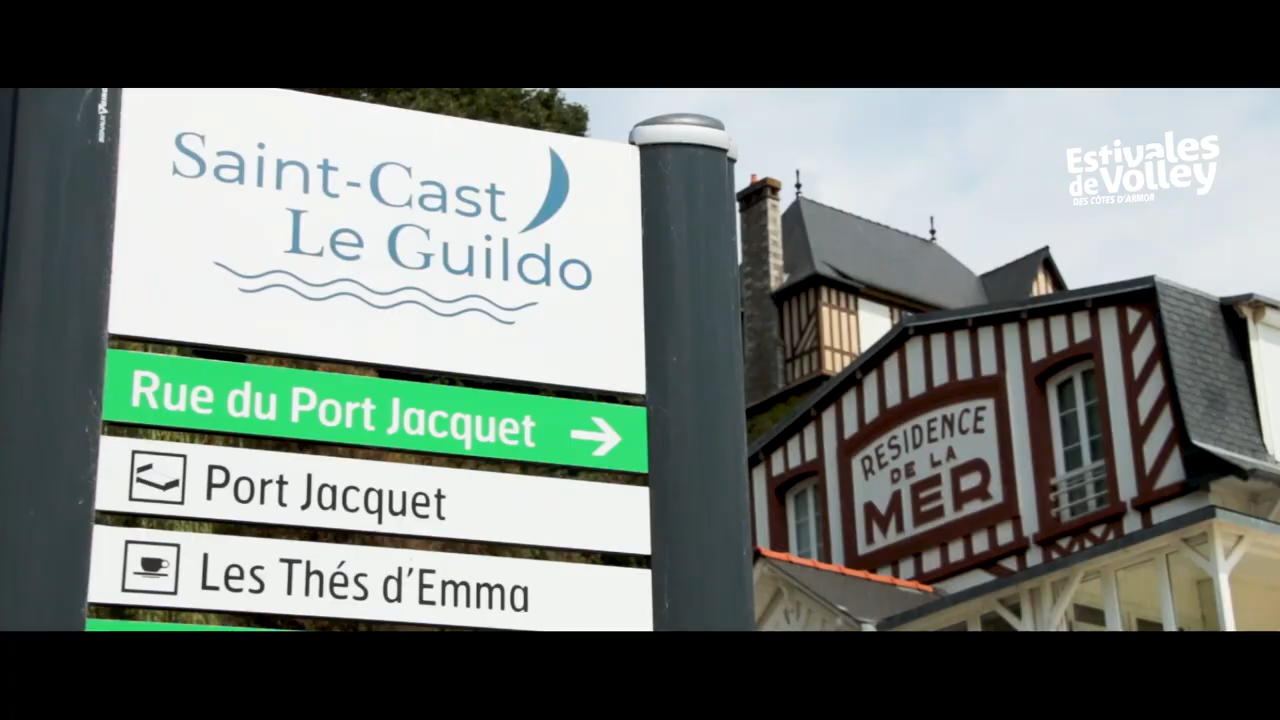 Saint-Cast
Le Guildo
Rue du Port Jacquet
Port Jacquet
Les Thés d'Emma
Estivales
de Volley
DES CÔTES D'ARMOR
RESIDENCE
DE LA
MER